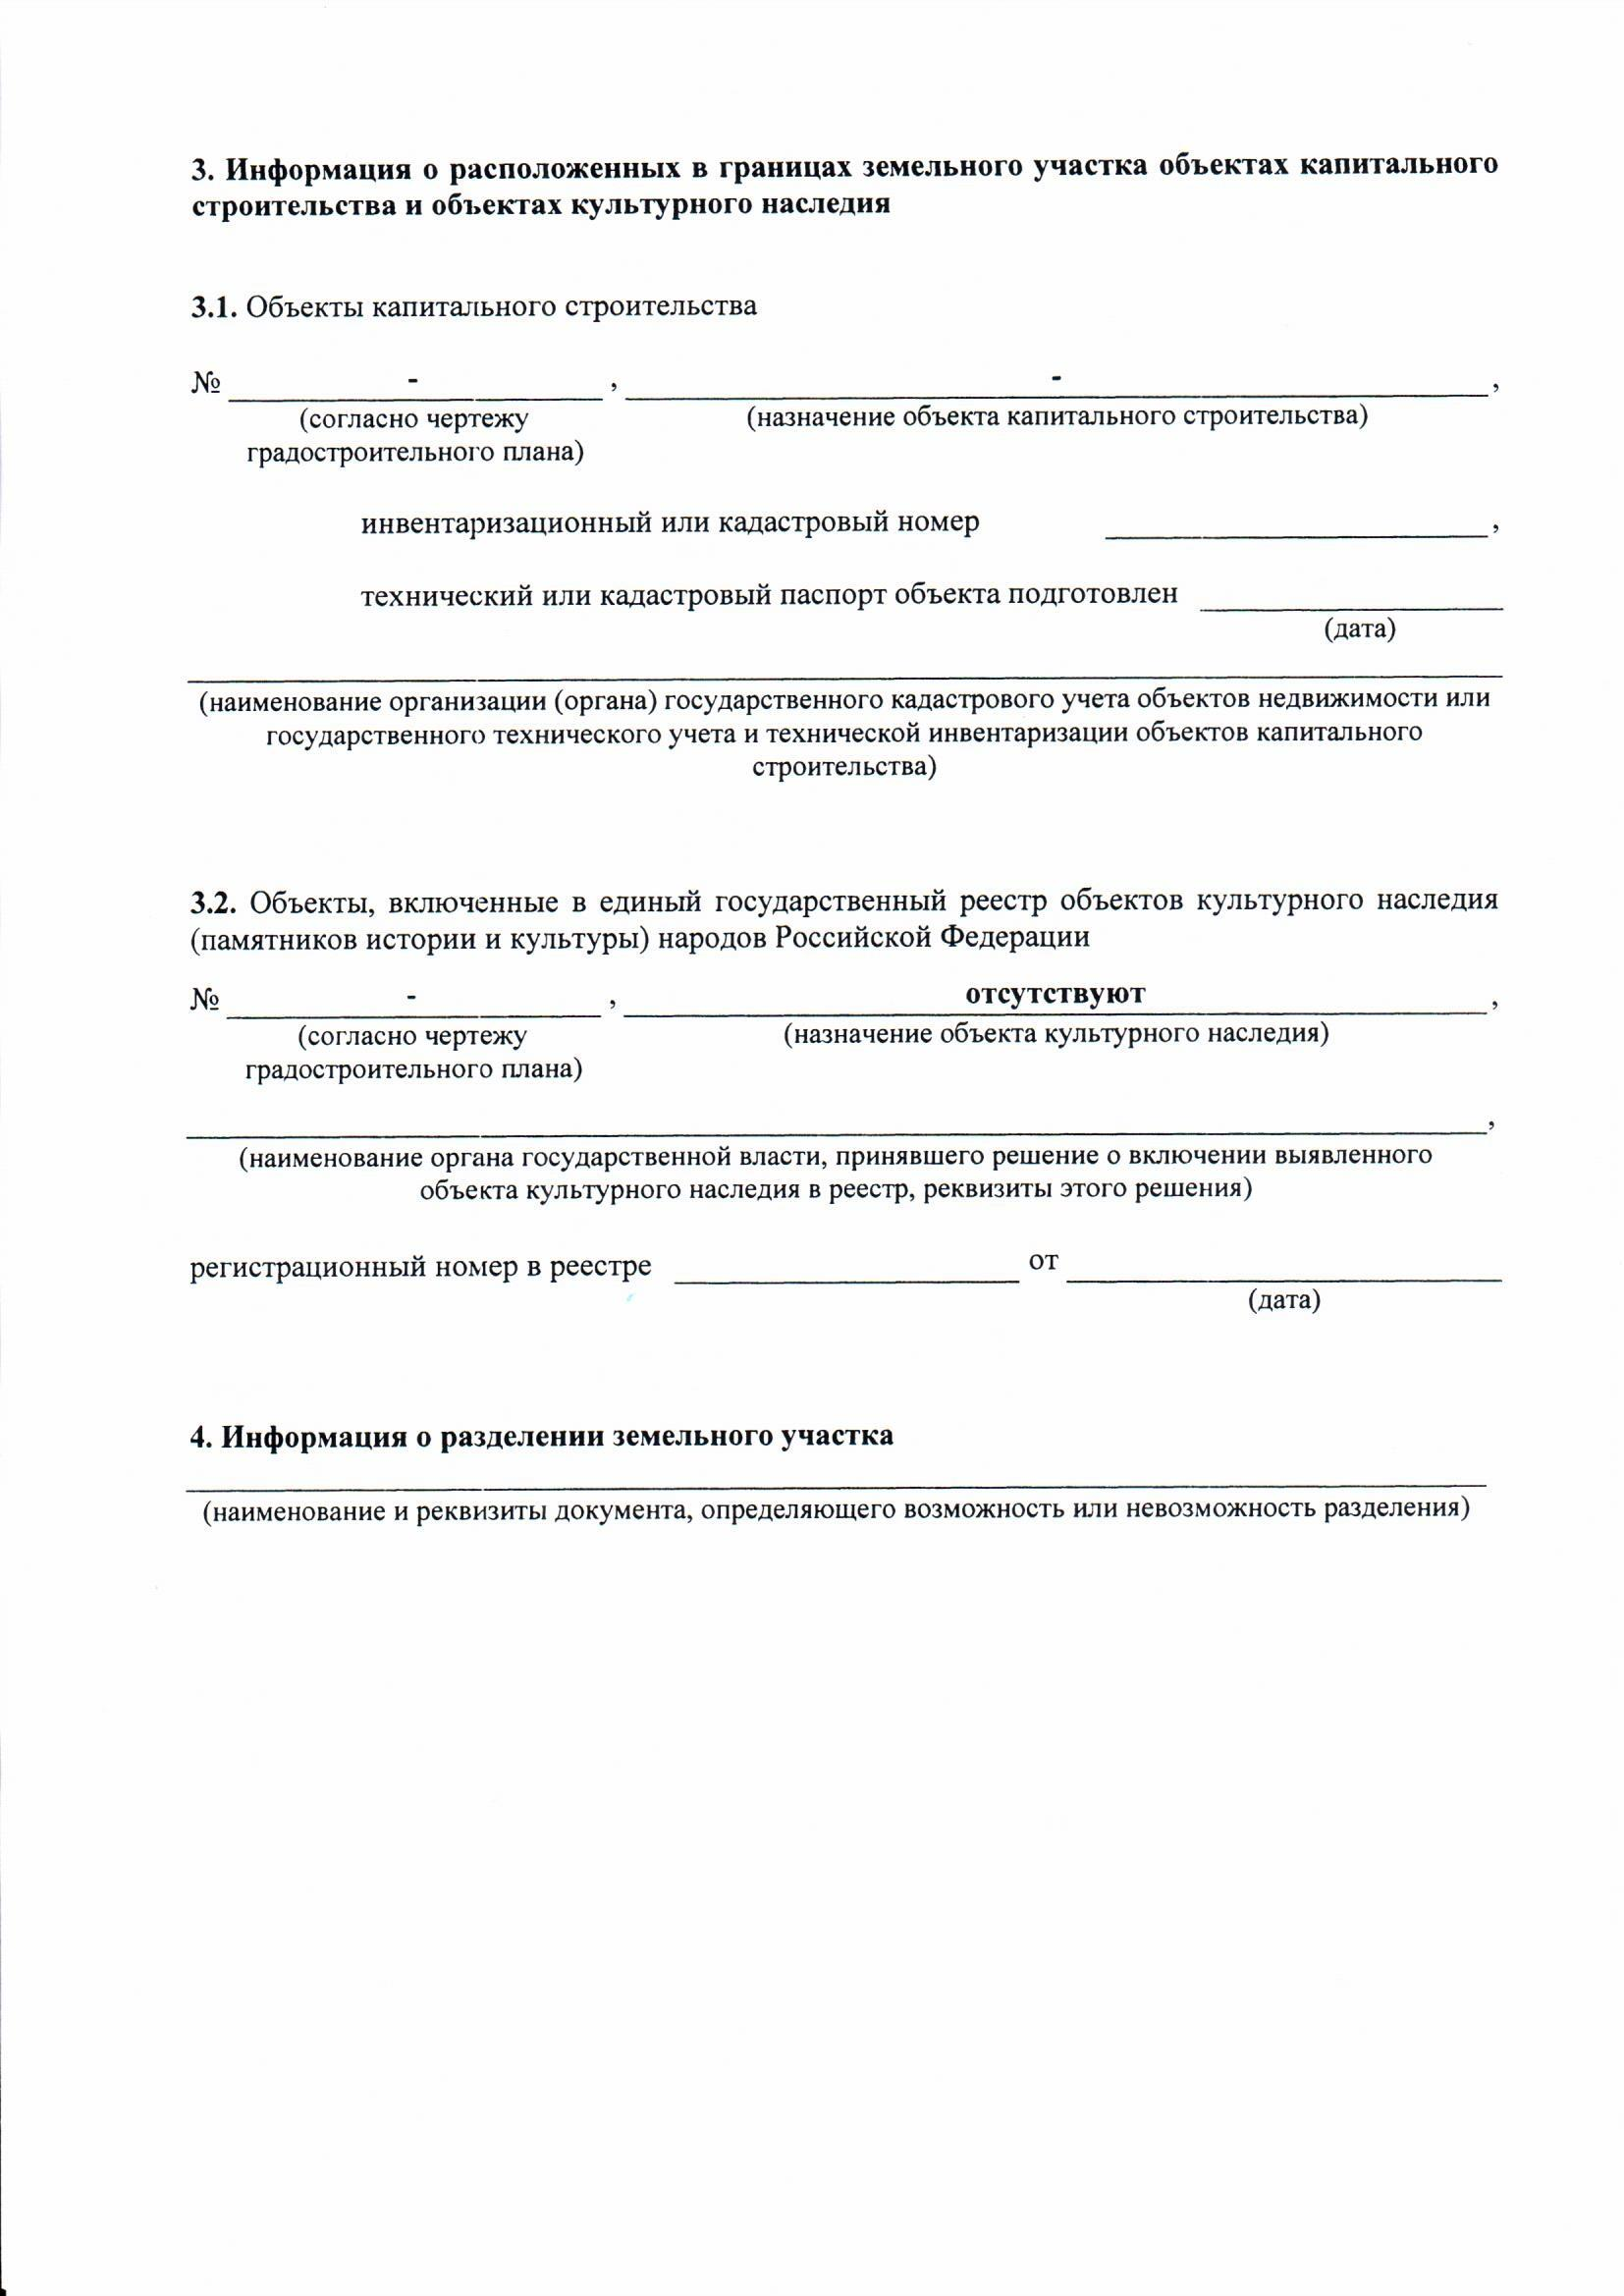 3. Информация о расположенных в границах земельного участка объектах капитального
строительства и объектах культурного наследия
3.1. Объекты капитального строительства
№ - , - ,
(согласно чертежу (назначение объекта капитального строительства)
градостроительного плана)
инвентаризационный или кадастровый номер ,
технический или кадастровый паспорт объекта подготовлен
(дата)
(наименование организации (органа) государственного кадастрового учета объектов недвижимости или
государственного технического учета и технической инвентаризации объектов капитального
строительства)
3.2. Объекты, включенные в единый государственный реестр объектов культурного наследия
(памятников истории и культуры) народов Российской Федерации
№ - , отсутствуют ,
(согласно чертежу (назначение объекта культурного наследия)
градостроительного плана)
,
(наименование органа государственной власти, принявшего решение о включении выявленного
объекта культурного наследия в реестр, реквизиты этого решения)
регистрационный номер в реестре от
(дата)
4. Информация о разделении земельного участка
(наименование и реквизиты документа, определяющего возможность или невозможность разделения)